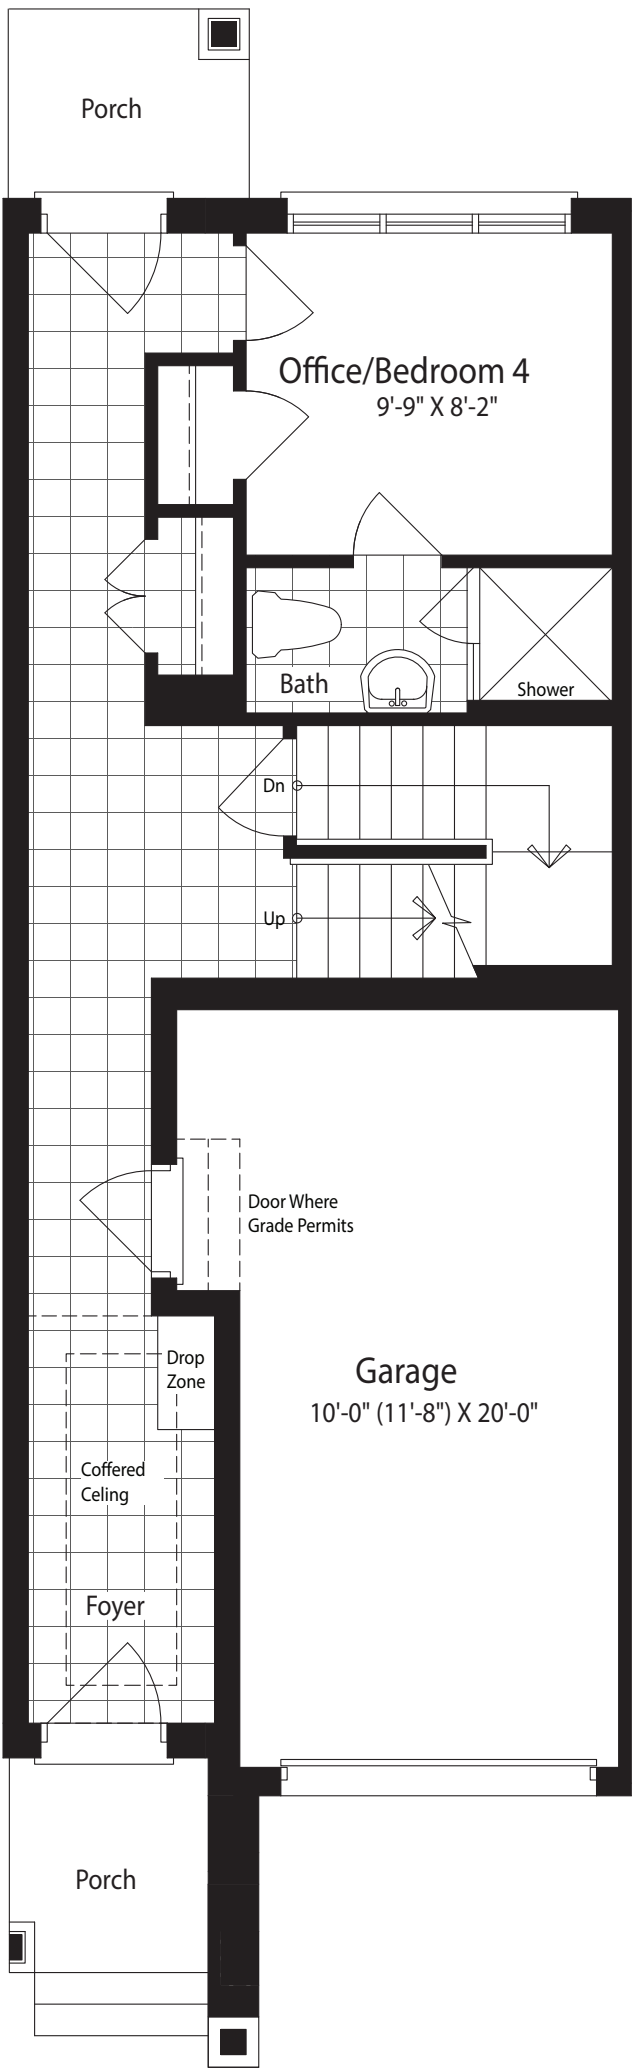 Porch
Office/Bedroom 4
9'-9" X 8'-2"
Bath
Shower
Dn
Up
Door Where
Grade Permits
Drop
Zone
Garage
10'-0" (11'-8") X 20'-0"
Coffered
Celing
Foyer
Porch